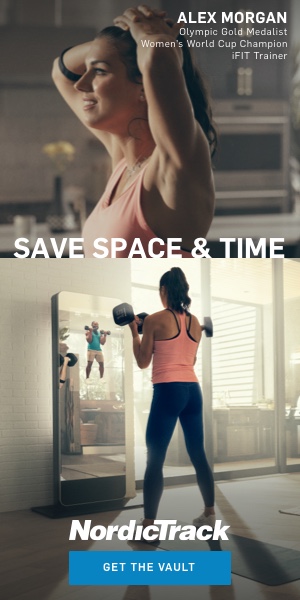 ALEX MORGAN
Olympic Gold Medalist
Women's World Cup Champion
iFIT Trainer
SAVE SPACE & TIME
NordicTrack
GET THE VAULT